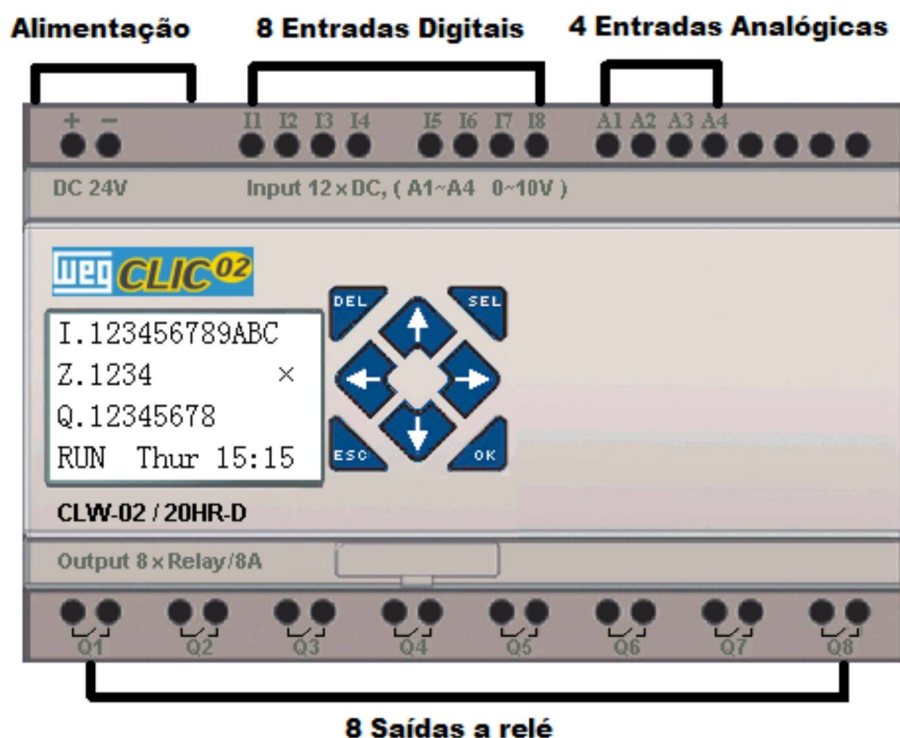 Alimentação 8 Entradas Digitais 4 Entradas Analógicas
+ − I1 I2 I3 I4 I5 I6 I7 I8 A1 A2 A3 A4
DC 24V Input 12×DC, ( A1~A4 0~10V )
weg CLIC02
DEL SEL
I.123456789ABC
Z.1234 ×
Q.12345678
RUN Thur 15:15
ESC OK
CLW-02 / 20HR-D
Output 8×Relay/8A
Q1 Q2 Q3 Q4 Q5 Q6 Q7 Q8
8 Saídas a relé